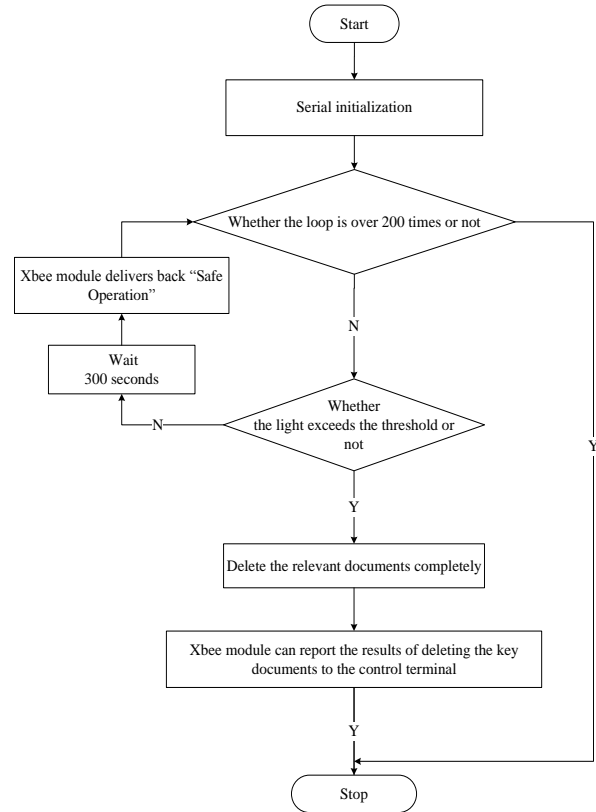 Start
Serial initialization
Whether the loop is over 200 times or not
Xbee module delivers back “Safe
Operation”
N
Wait
300 seconds
Whether
the light exceeds the threshold or
not
N
Y
Y
Delete the relevant documents completely
Xbee module can report the results of deleting the key
documents to the control terminal
Y
Stop